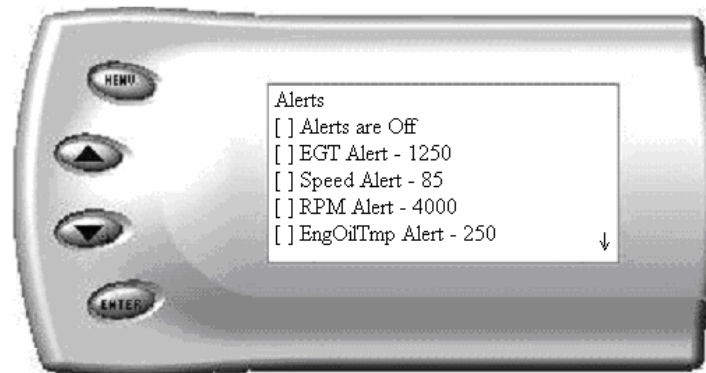 MENU
Alerts
[ ] Alerts are Off
[ ] EGT Alert - 1250
[ ] Speed Alert - 85
[ ] RPM Alert - 4000
[ ] EngOilTmp Alert - 250
ENTER